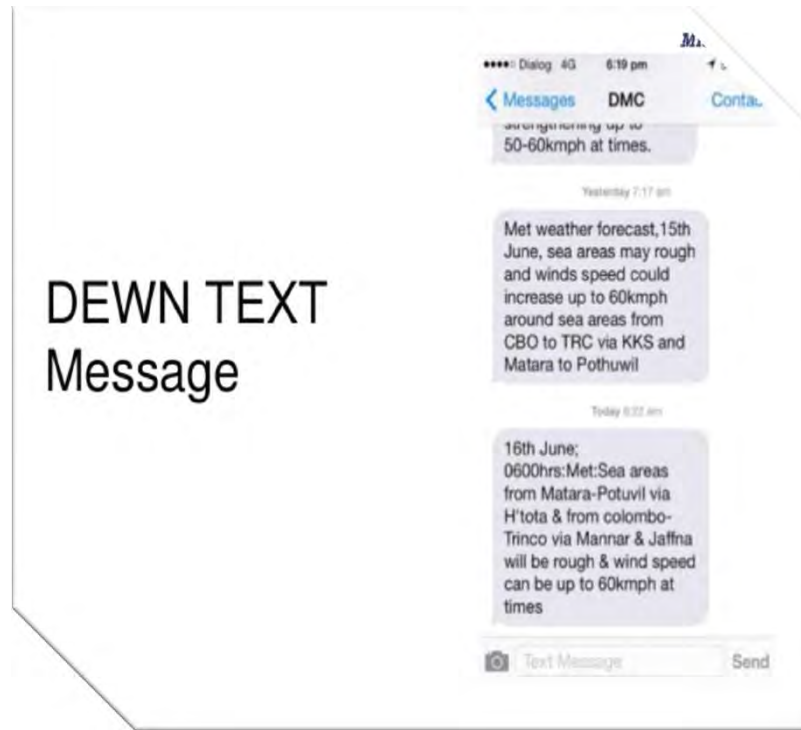 DEWN TEXT
Message
Dialog 4G 6:19 pm
Messages DMC
strengthening up to
50-60kmph at times.
Yesterday 7:17 am
Met weather forecast,15th
June, sea areas may rough
and winds speed could
increase up to 60kmph
around sea areas from
CBO to TRC via KKS and
Matara to Pothuwil
Today
16th June;
0600hrs:Met:Sea areas
from Matara-Potuvil via
H'tota & from colombo-
Trinco via Mannar & Jaffna
will be rough & wind speed
can be up to 60kmph at
times
Text Message Send